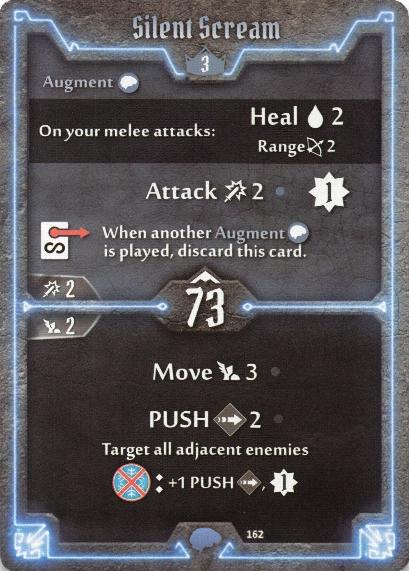 Silent Scream
3
Augment
On your melee attacks:
Heal 2
Range 2
Attack 2
1
S
When another Augment
is played, discard this card.
2
73
2
Move 3
PUSH 2
Target all adjacent enemies
: +1 PUSH , 1
162